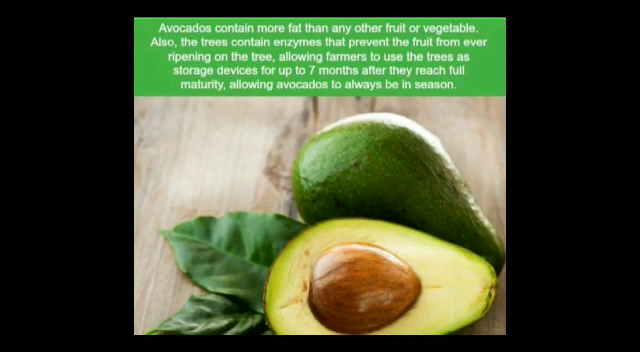 Avocados contain more fat than any other fruit or vegetable.
Also, the trees contain enzymes that prevent the fruit from ever
ripening on the tree, allowing farmers to use the trees as
storage devices for up to 7 months after they reach full
maturity, allowing avocados to always be in season.